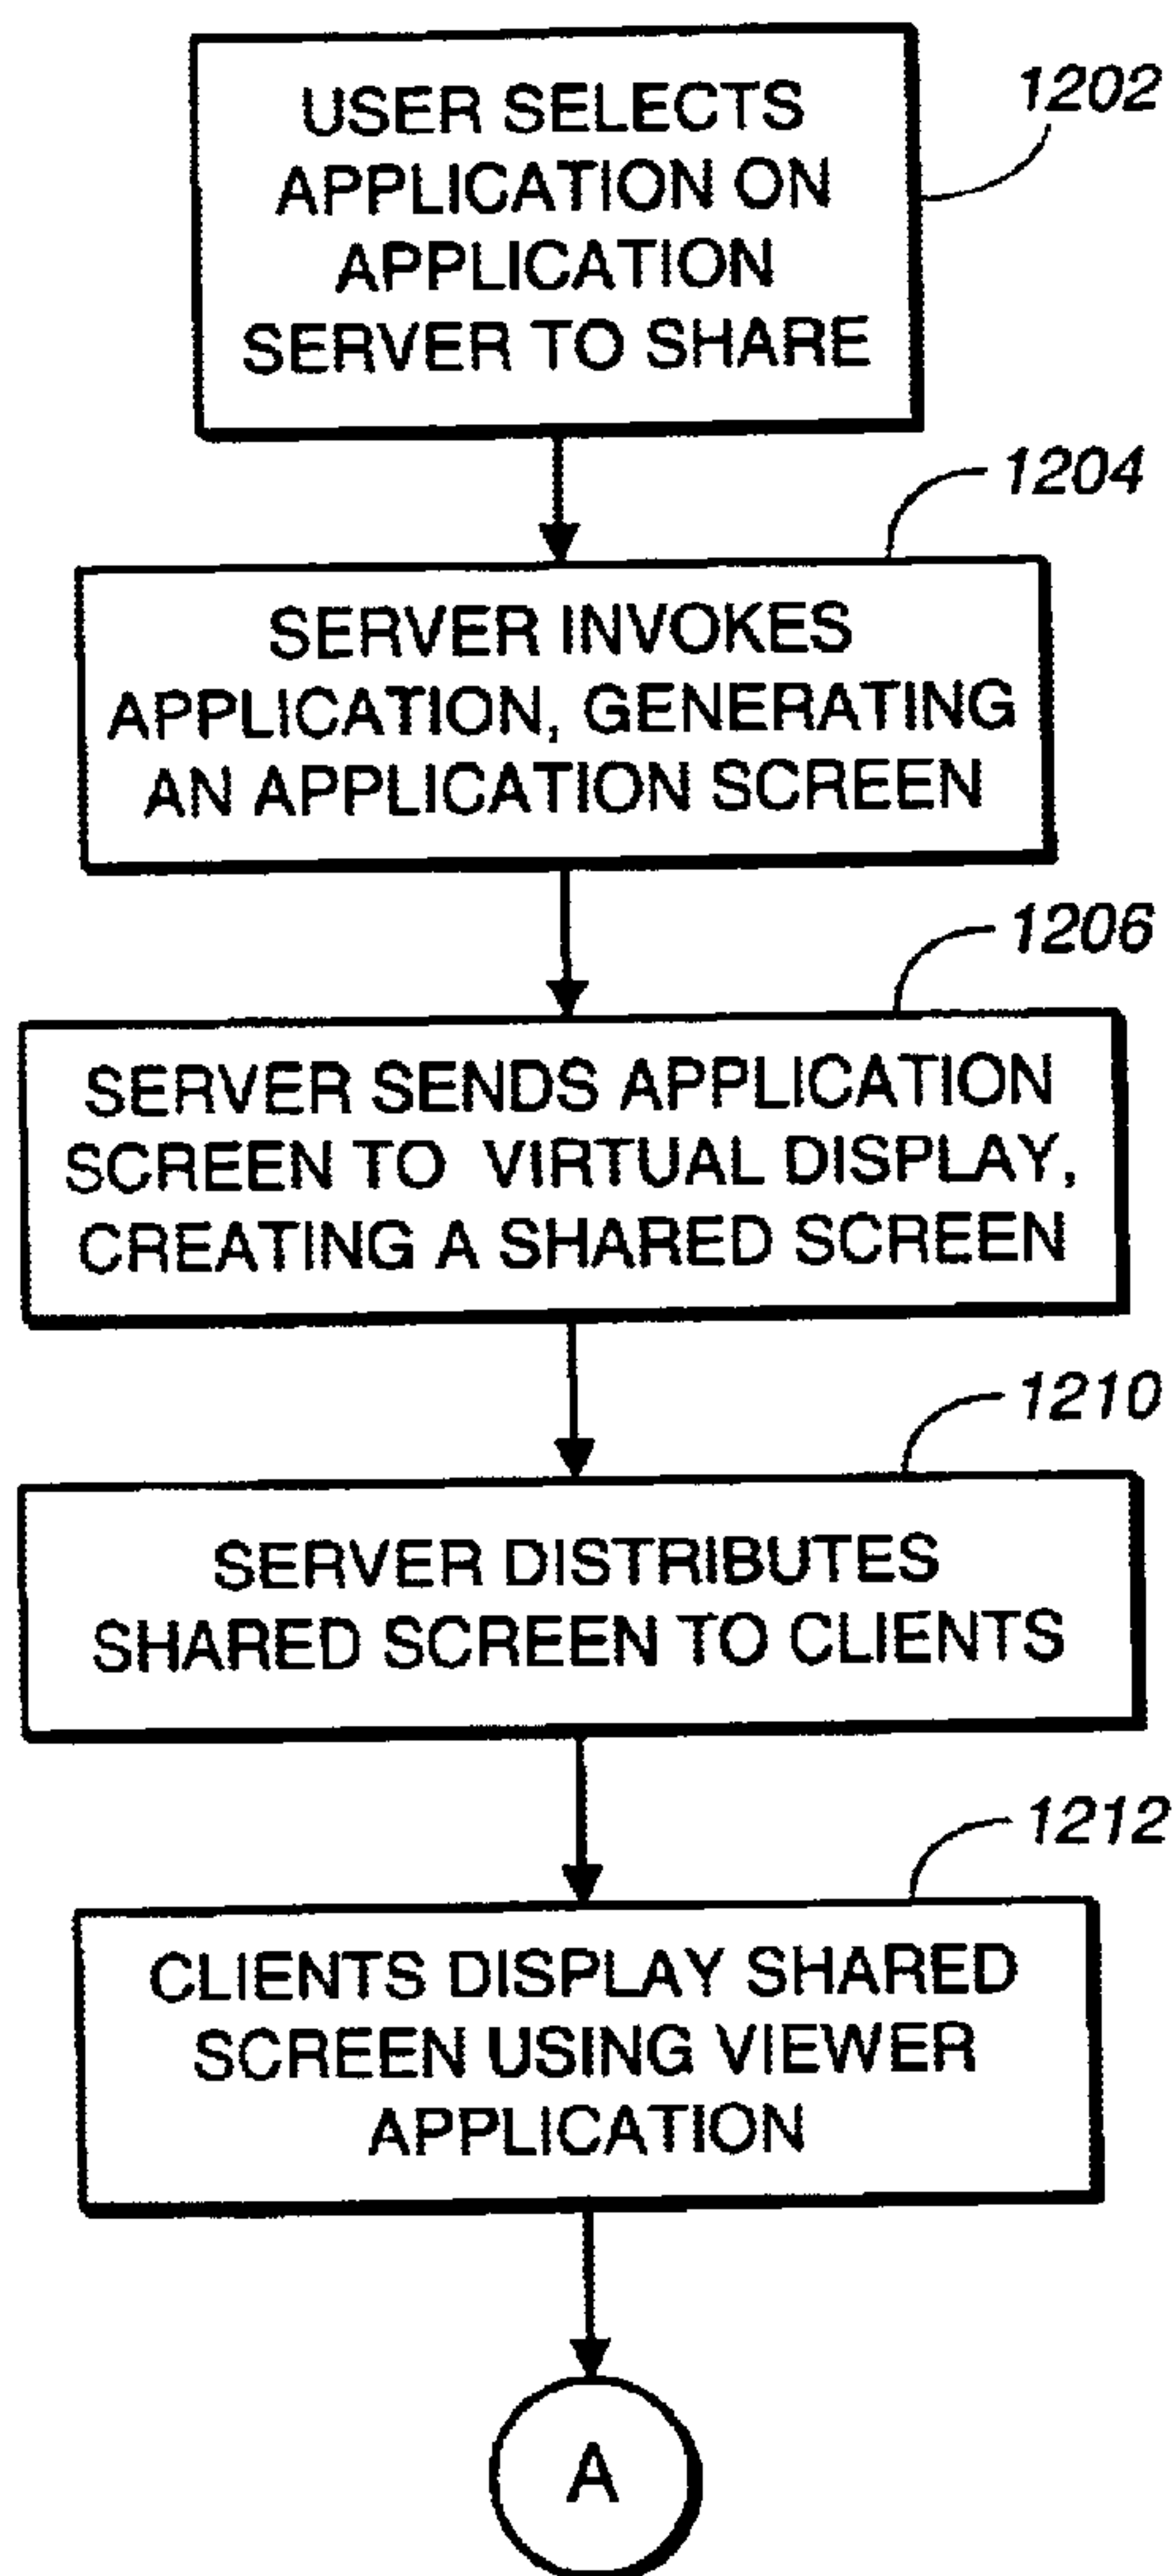 USER SELECTS
APPLICATION ON
APPLICATION
SERVER TO SHARE
1202
SERVER INVOKES
APPLICATION, GENERATING
AN APPLICATION SCREEN
1204
SERVER SENDS APPLICATION
SCREEN TO VIRTUAL DISPLAY,
CREATING A SHARED SCREEN
1206
SERVER DISTRIBUTES
SHARED SCREEN TO CLIENTS
1210
CLIENTS DISPLAY SHARED
SCREEN USING VIEWER
APPLICATION
1212
A